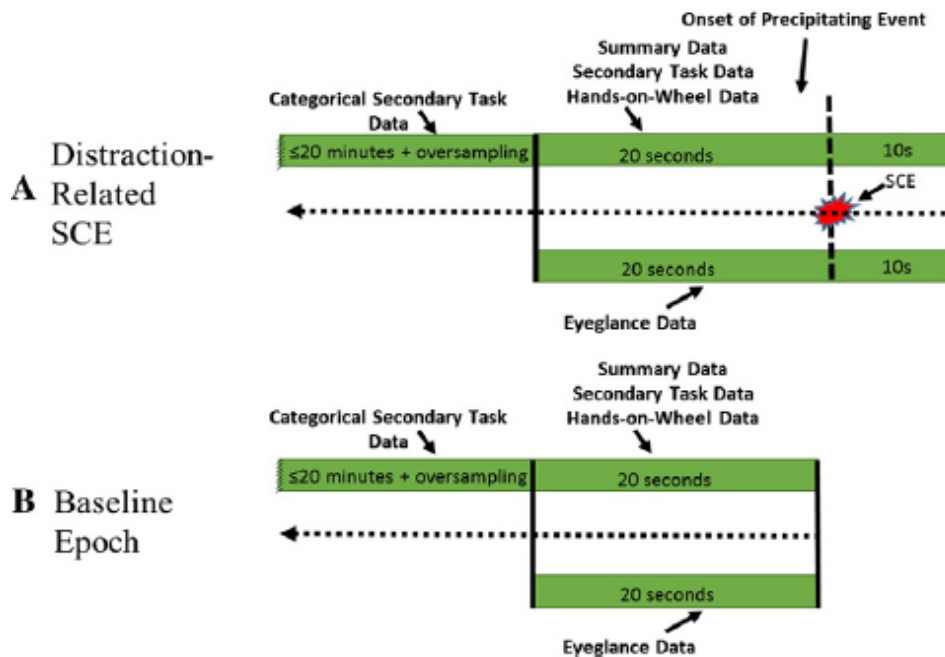 Onset of Precipitating Event
Summary Data
Secondary Task Data
Hands-on-Wheel Data
Categorical Secondary Task
Data
≤20 minutes + oversampling
20 seconds
10s
A Distraction-
Related
SCE
SCE
20 seconds
10s
Eyeglance Data
Summary Data
Secondary Task Data
Hands-on-Wheel Data
Categorical Secondary Task
Data
≤20 minutes + oversampling
20 seconds
B Baseline
Epoch
20 seconds
Eyeglance Data